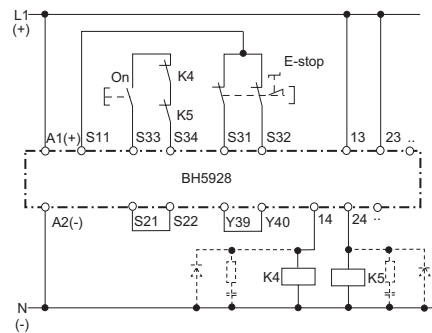 L1
(+)
On
K4
K5
E-stop
A1(+) S11 S33 S34 S31 S32 13 23 ..
BH5928
A2(-) S21 S22 Y39 Y40 14 24 ..
K4 K5
N
(-)